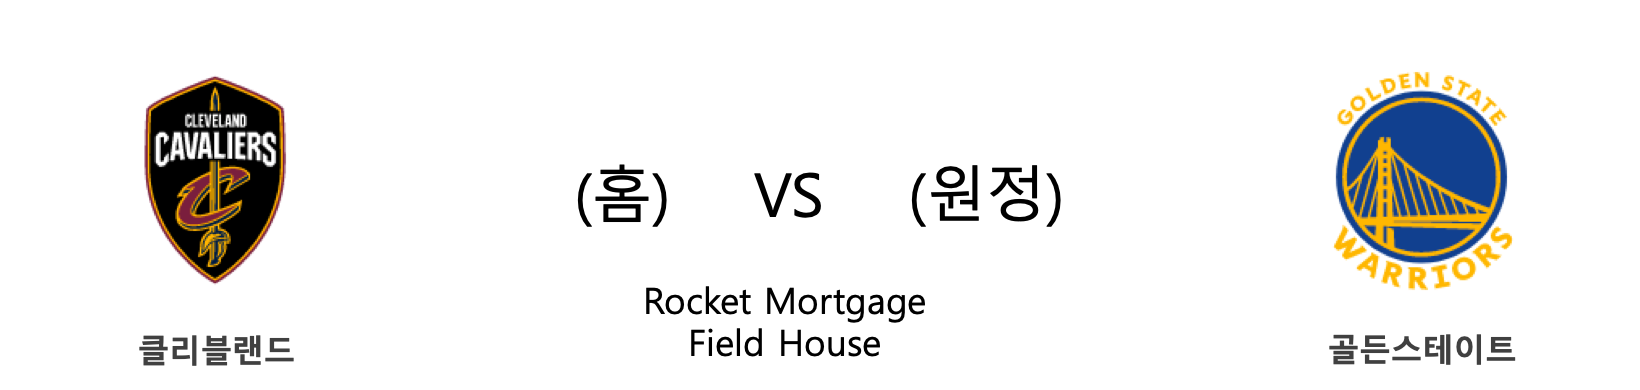 CLEVELAND
CAVALIERS
클리블랜드
(홈) VS (원정)
Rocket Mortgage
Field House
GOLDEN STATE
WARRIORS
골든스테이트